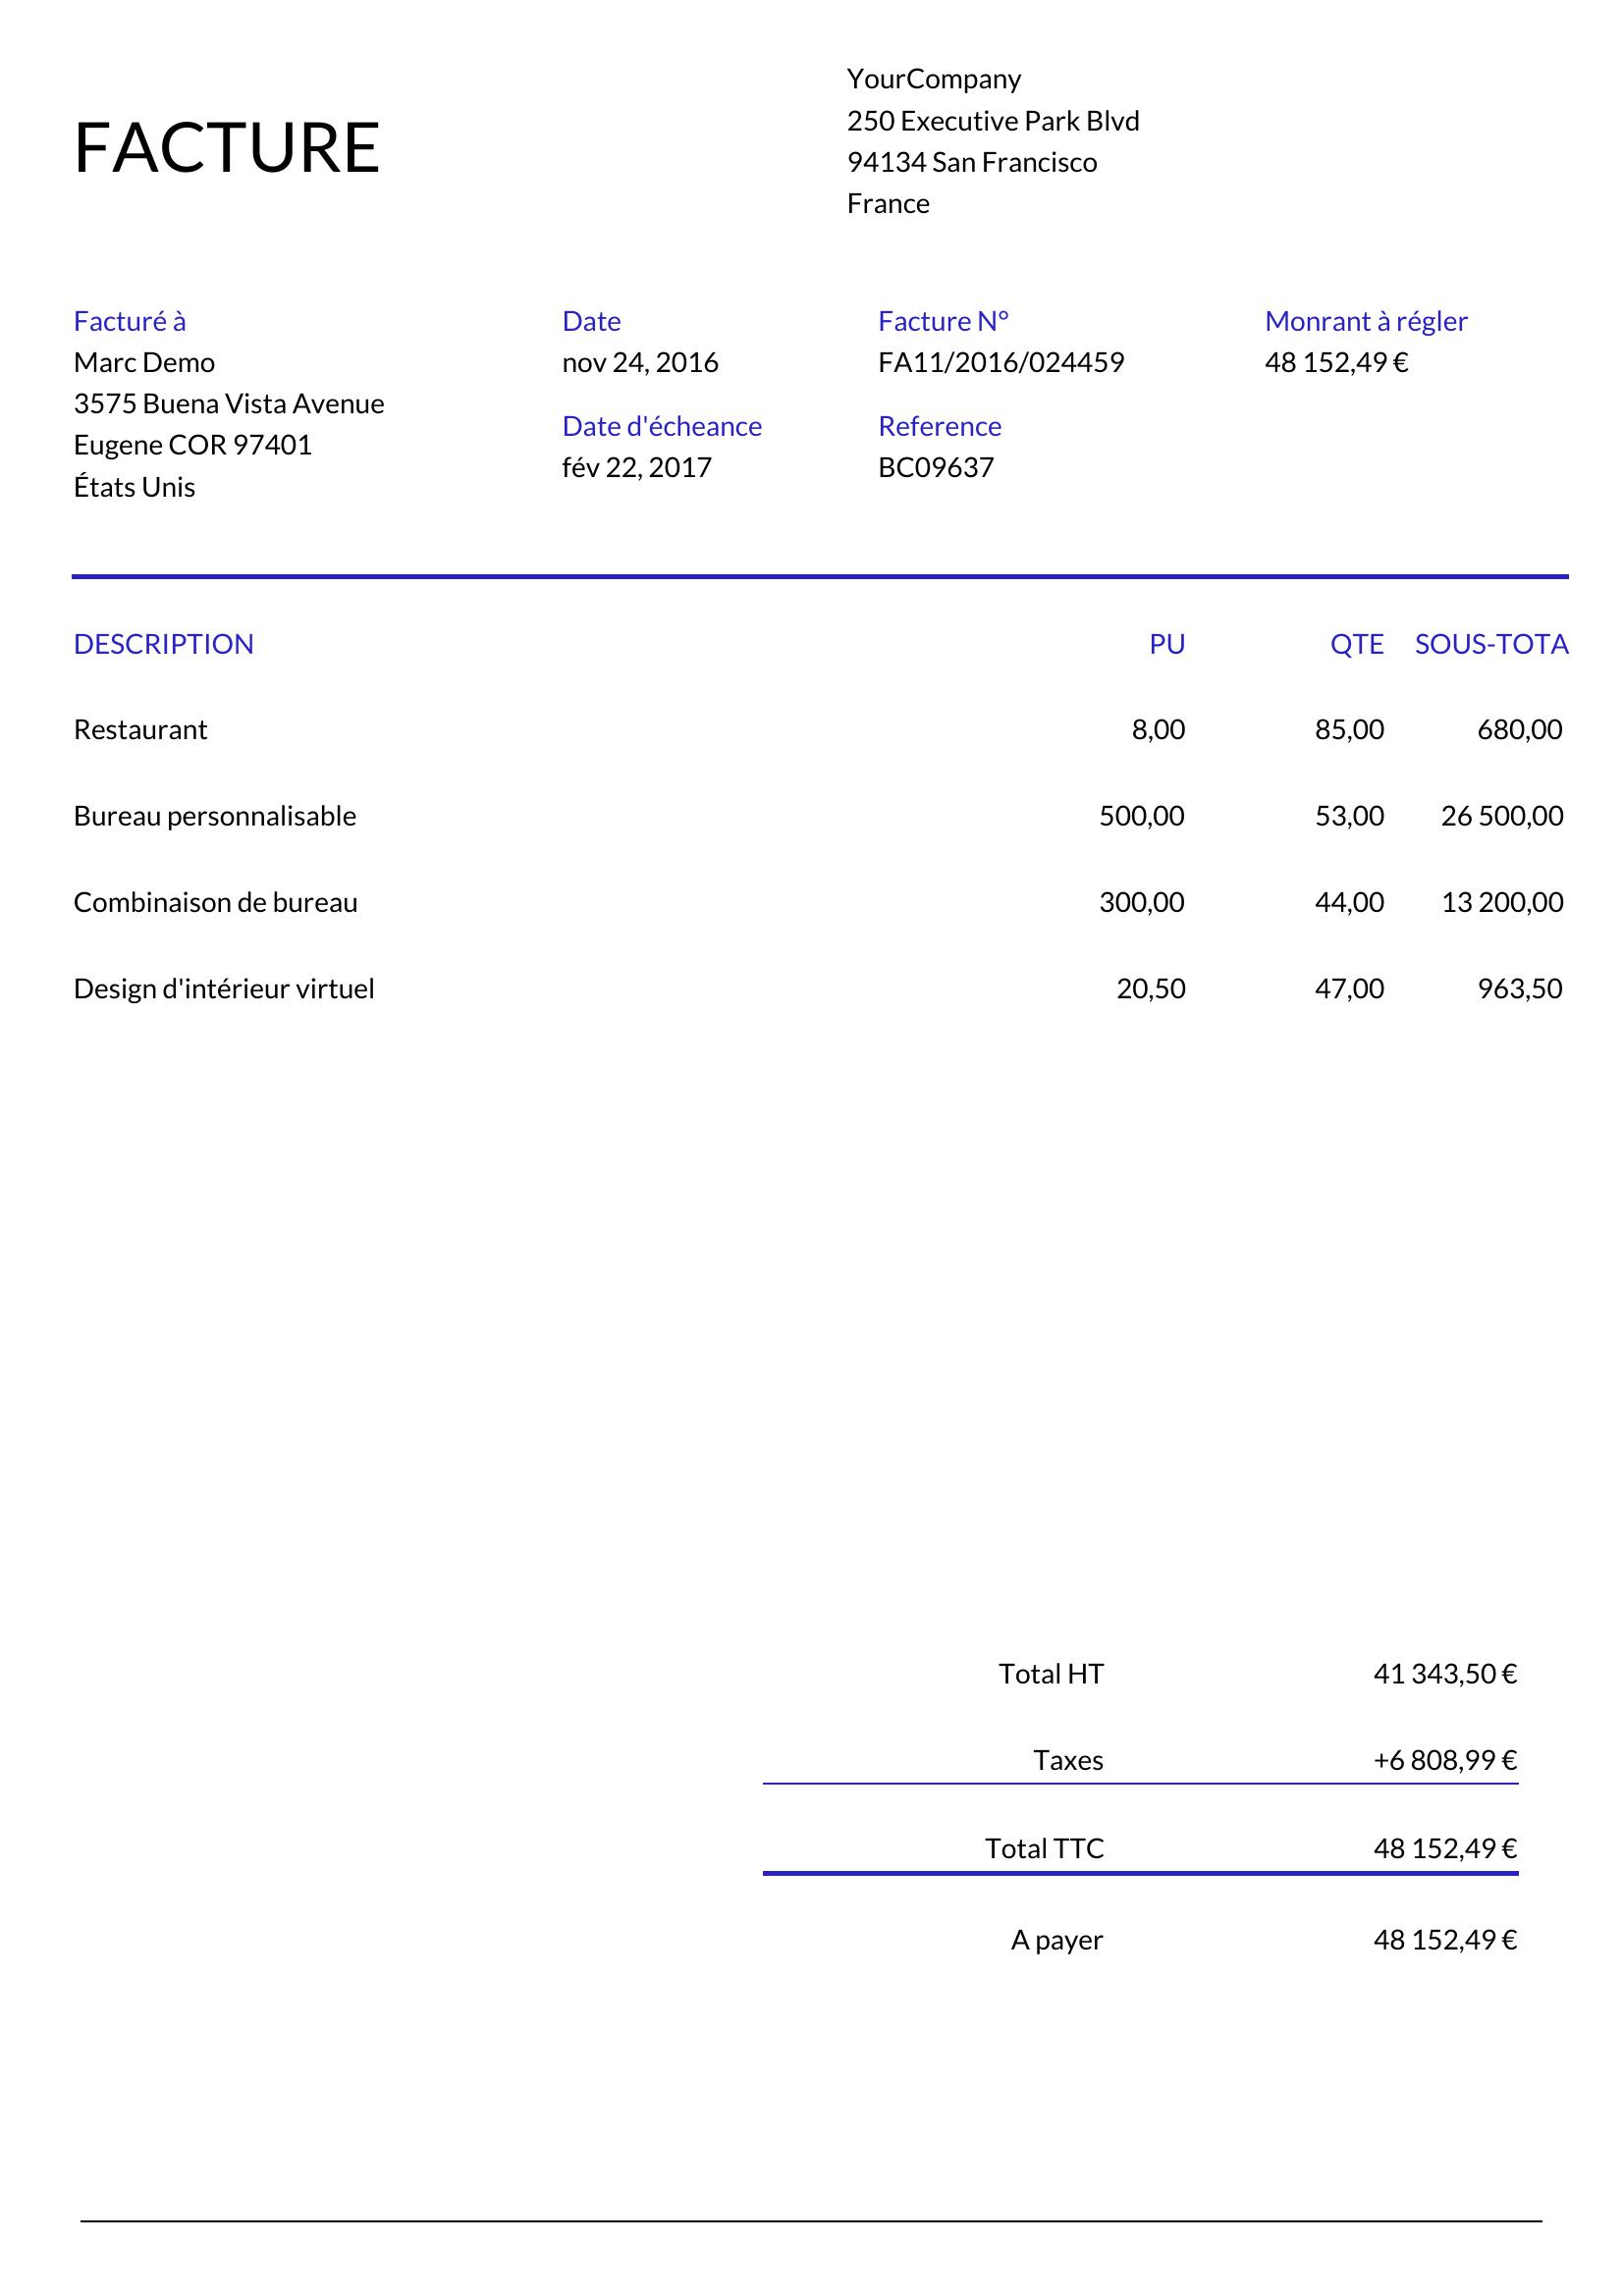 FACTURE
YourCompany
250 Executive Park Blvd
94134 San Francisco
France
Facturé à
Marc Demo
3575 Buena Vista Avenue
Eugene COR 97401
États Unis
Date
nov 24, 2016
Date d'écheance
fév 22, 2017
Facture N°
FA11/2016/024459
Reference
BC09637
Monrant à régler
48 152,49 €
DESCRIPTION PU QTE SOUS-TOTA
Restaurant 8,00 85,00 680,00
Bureau personnalisable 500,00 53,00 26 500,00
Combinaison de bureau 300,00 44,00 13 200,00
Design d'intérieur virtuel 20,50 47,00 963,50
Total HT 41 343,50 €
Taxes +6 808,99 €
Total TTC 48 152,49 €
A payer 48 152,49 €